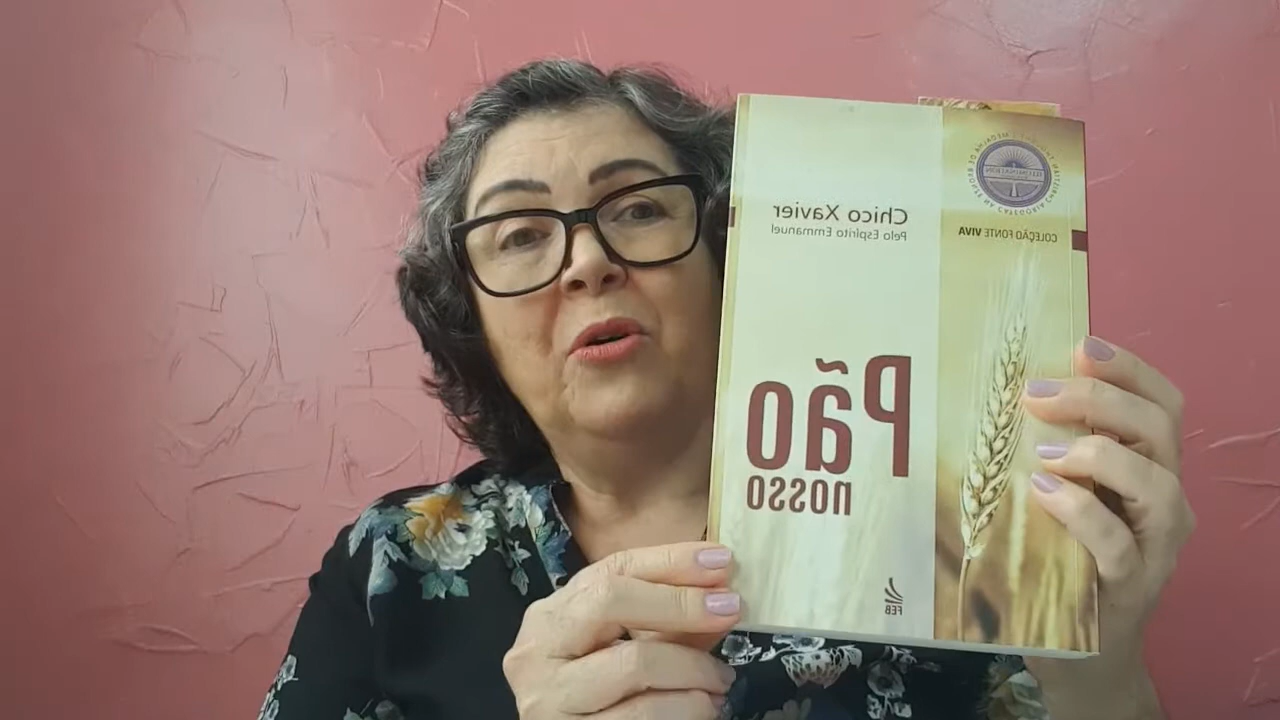 Chico Xavier
Pelo Espírito Emmanuel
COLEÇÃO FONTE VIVA
Pão
nosso
FEB